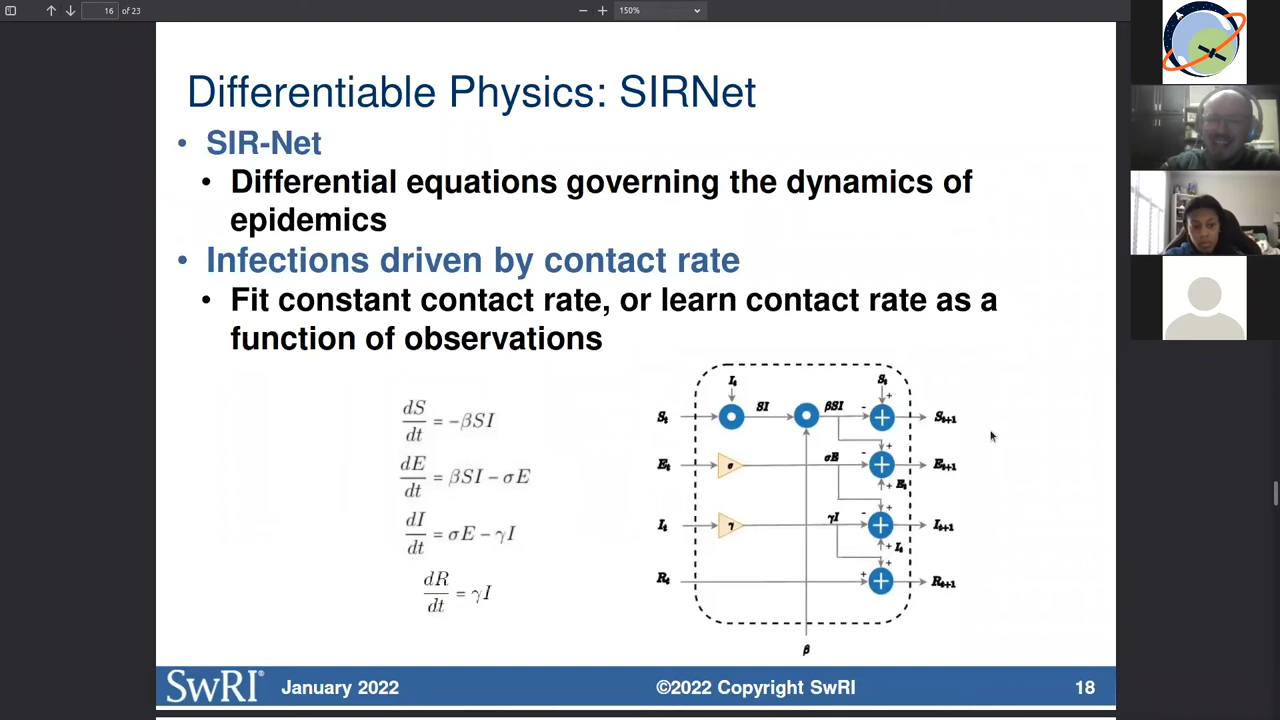 16 of 23
150%
Differentiable Physics: SIRNet
• SIR-Net
• Differential equations governing the dynamics of
epidemics
• Infections driven by contact rate
• Fit constant contact rate, or learn contact rate as a
function of observations
dS/dt = -βSI
dE/dt = βSI - σE
dI/dt = σE - γI
dR/dt = γI
I_t S_t
S_t SI βSI - + S_{t+1}
E_t σ σE - + E_{t+1}
+ E_t
I_t γ γI - + I_{t+1}
+ I_t
R_t + + R_{t+1}
β
SwRI® January 2022 ©2022 Copyright SwRI 18